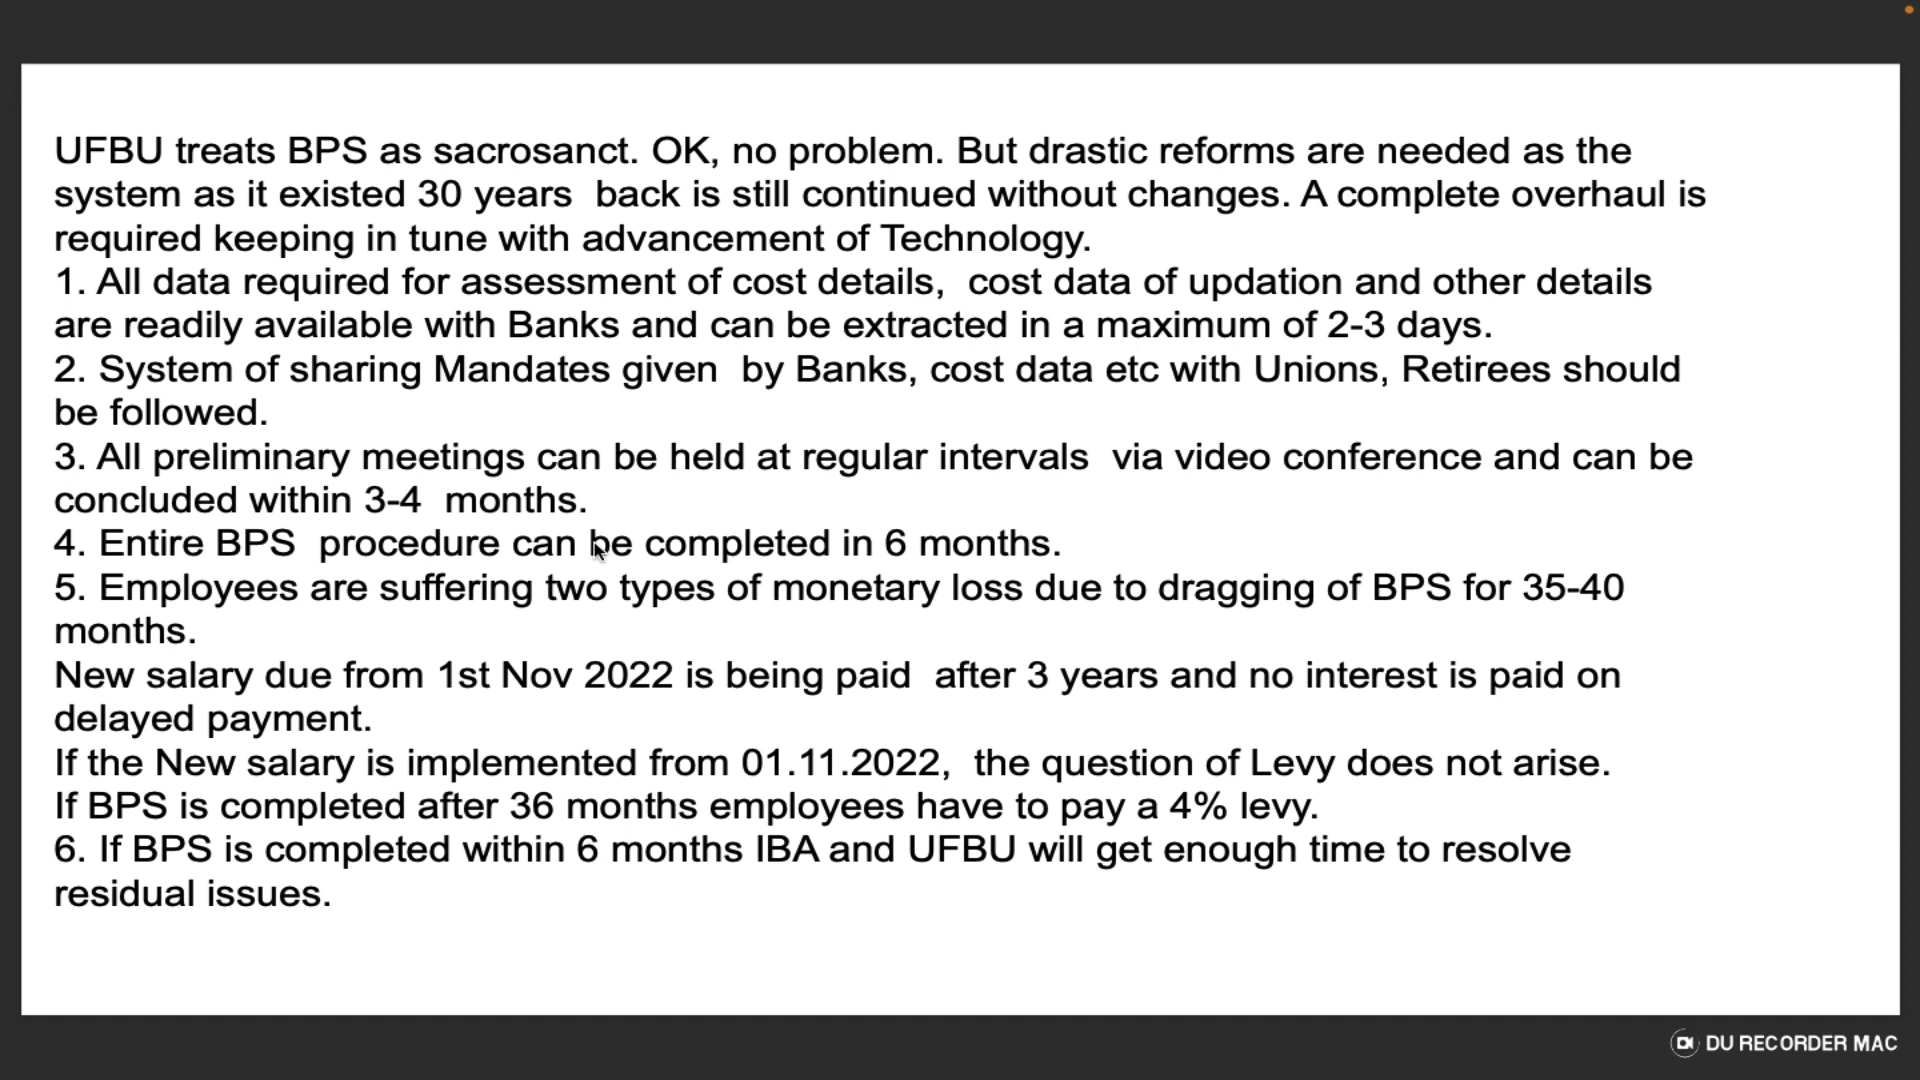 UFBU treats BPS as sacrosanct. OK, no problem. But drastic reforms are needed as the
system as it existed 30 years  back is still continued without changes. A complete overhaul is
required keeping in tune with advancement of Technology.
1. All data required for assessment of cost details,  cost data of updation and other details
are readily available with Banks and can be extracted in a maximum of 2-3 days.
2. System of sharing Mandates given  by Banks, cost data etc with Unions, Retirees should
be followed.
3. All preliminary meetings can be held at regular intervals  via video conference and can be
concluded within 3-4  months.
4. Entire BPS  procedure can be completed in 6 months.
5. Employees are suffering two types of monetary loss due to dragging of BPS for 35-40
months.
New salary due from 1st Nov 2022 is being paid  after 3 years and no interest is paid on
delayed payment.
If the New salary is implemented from 01.11.2022,  the question of Levy does not arise.
If BPS is completed after 36 months employees have to pay a 4% levy.
6. If BPS is completed within 6 months IBA and UFBU will get enough time to resolve
residual issues.
DU RECORDER MAC